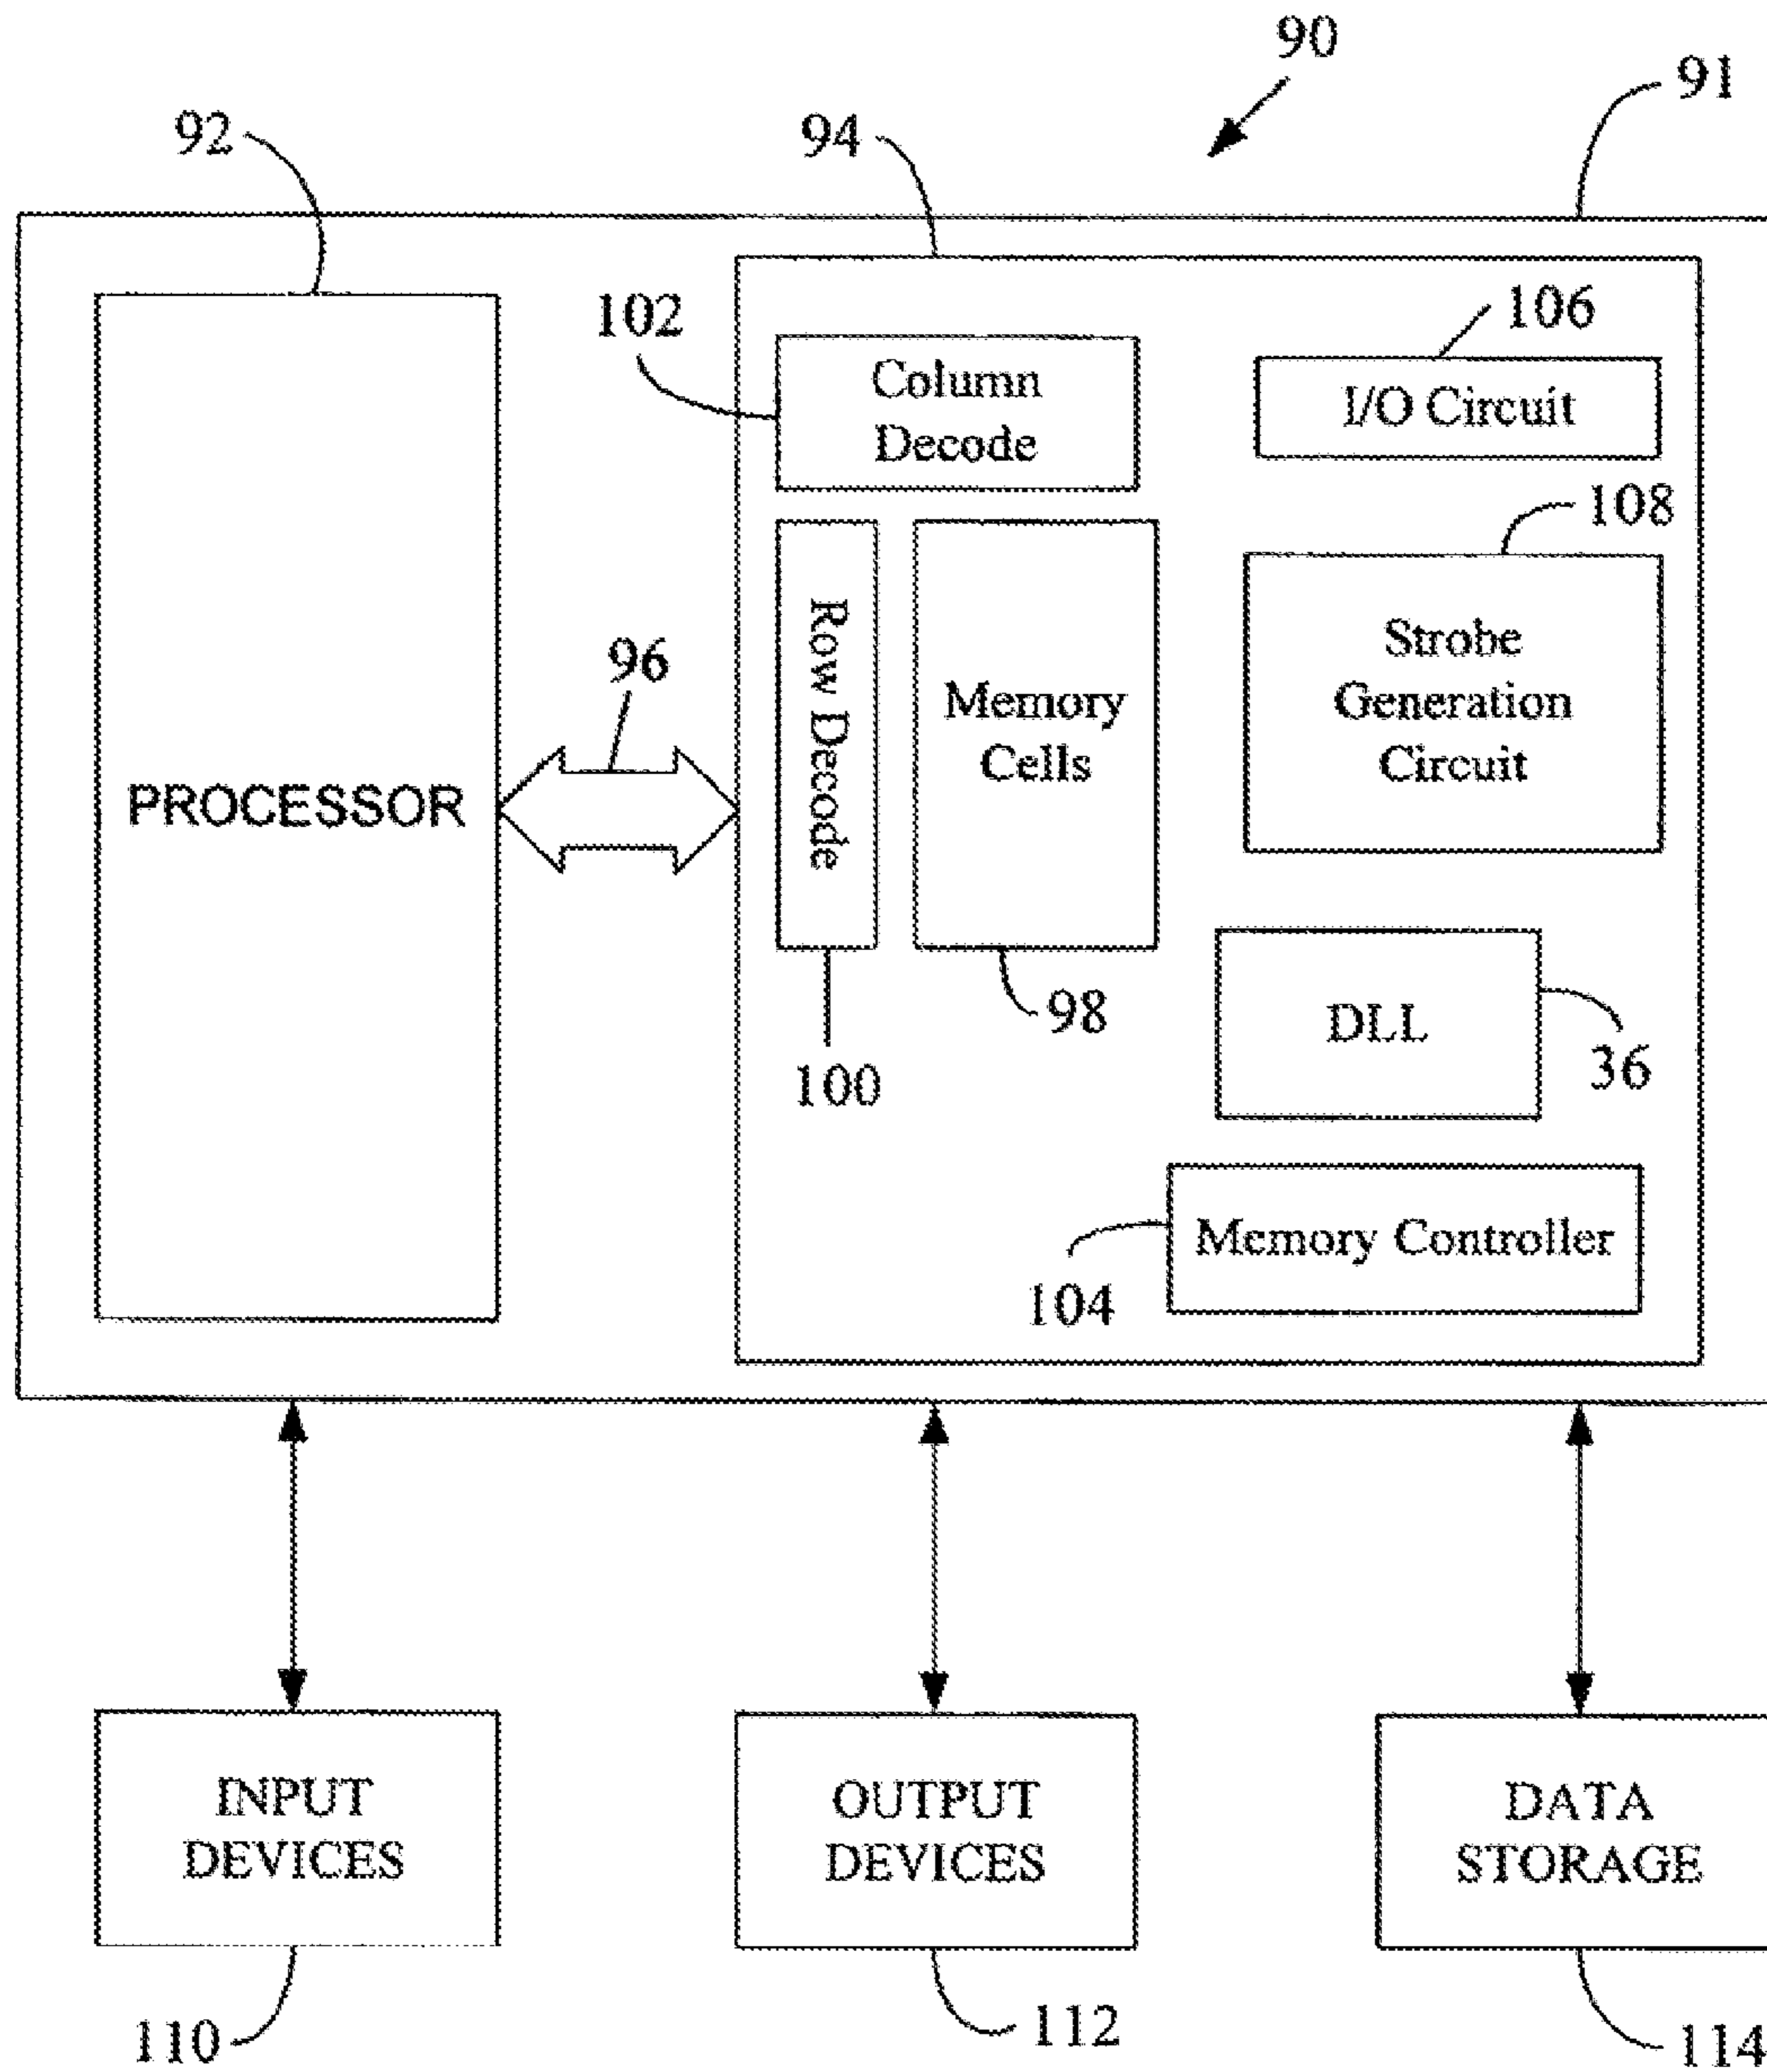 90
91
92
94
102
106
Column
Decode
I/O Circuit
108
Row Decode
Memory
Cells
Strobe
Generation
Circuit
96
PROCESSOR
98
DLL
100
36
Memory Controller
104
INPUT
DEVICES
OUTPUT
DEVICES
DATA
STORAGE
110
112
114